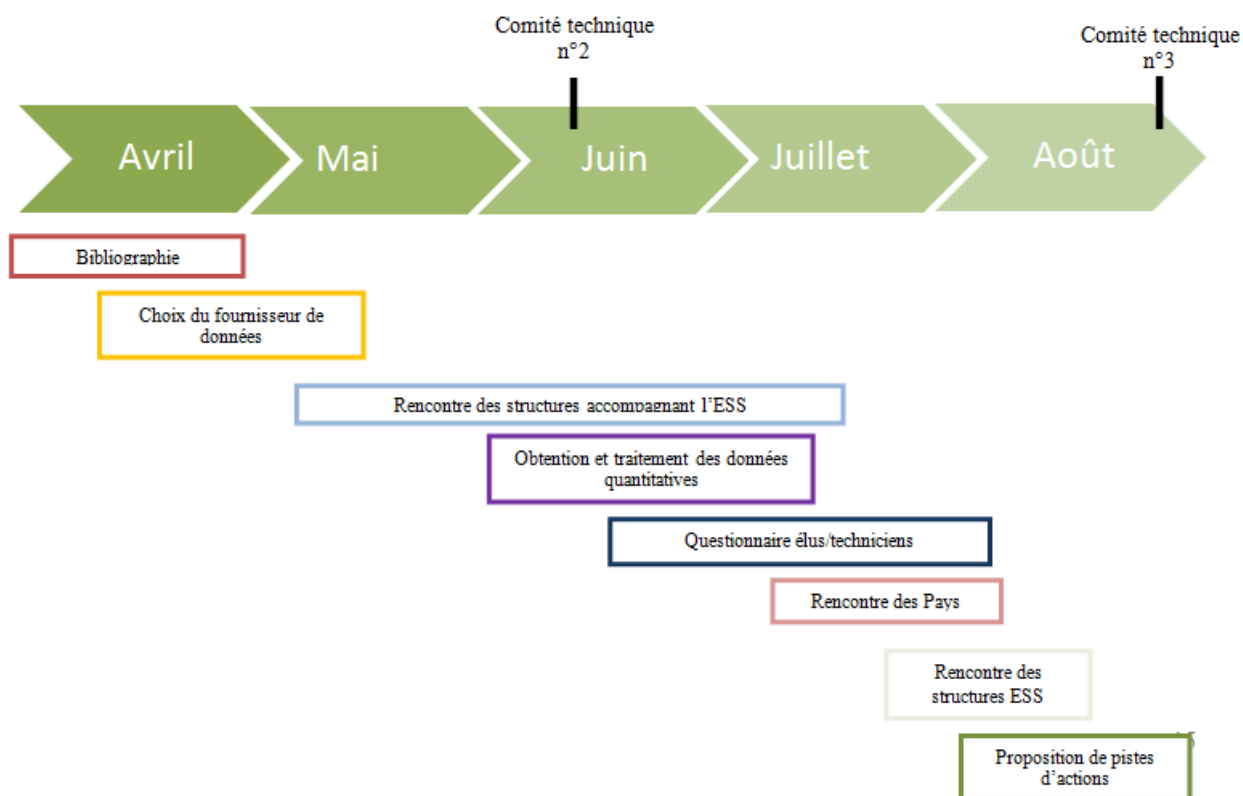 Comité technique
n°2
Comité technique
n°3
Avril
Mai
Juin
Juillet
Août
Bibliographie
Choix du fournisseur de
données
Rencontre des structures accompagnant l’ESS
Obtention et traitement des données
quantitatives
Questionnaire élus/techniciens
Rencontre des Pays
Rencontre des
structures ESS
Proposition de pistes
d’actions